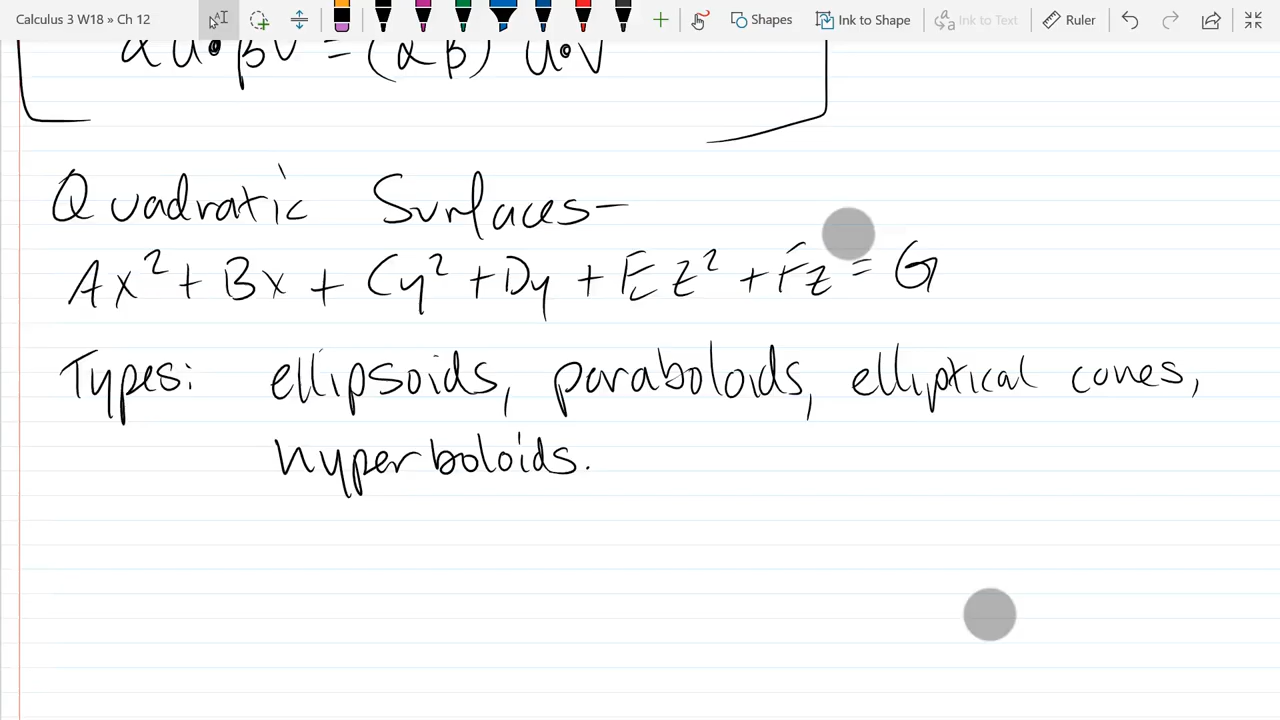 Calculus 3 W18 » Ch 12
Shapes
Ink to Shape
Ink to Text
Ruler
αu•βv = (αβ) u•v
Quadratic Surfaces-
Ax² + Bx + Cy² + Dy + Ez² + Fz = G
Types: ellipsoids, paraboloids, elliptical cones,
hyperboloids.